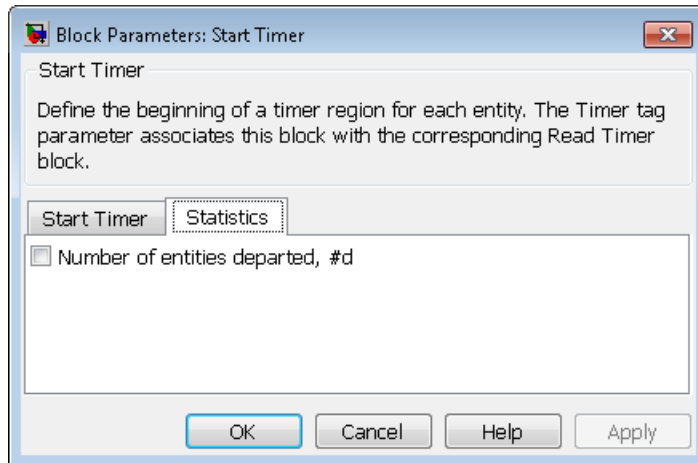 Block Parameters: Start Timer
Start Timer
Define the beginning of a timer region for each entity. The Timer tag
parameter associates this block with the corresponding Read Timer
block.
Start Timer Statistics
Number of entities departed, #d
OK Cancel Help Apply